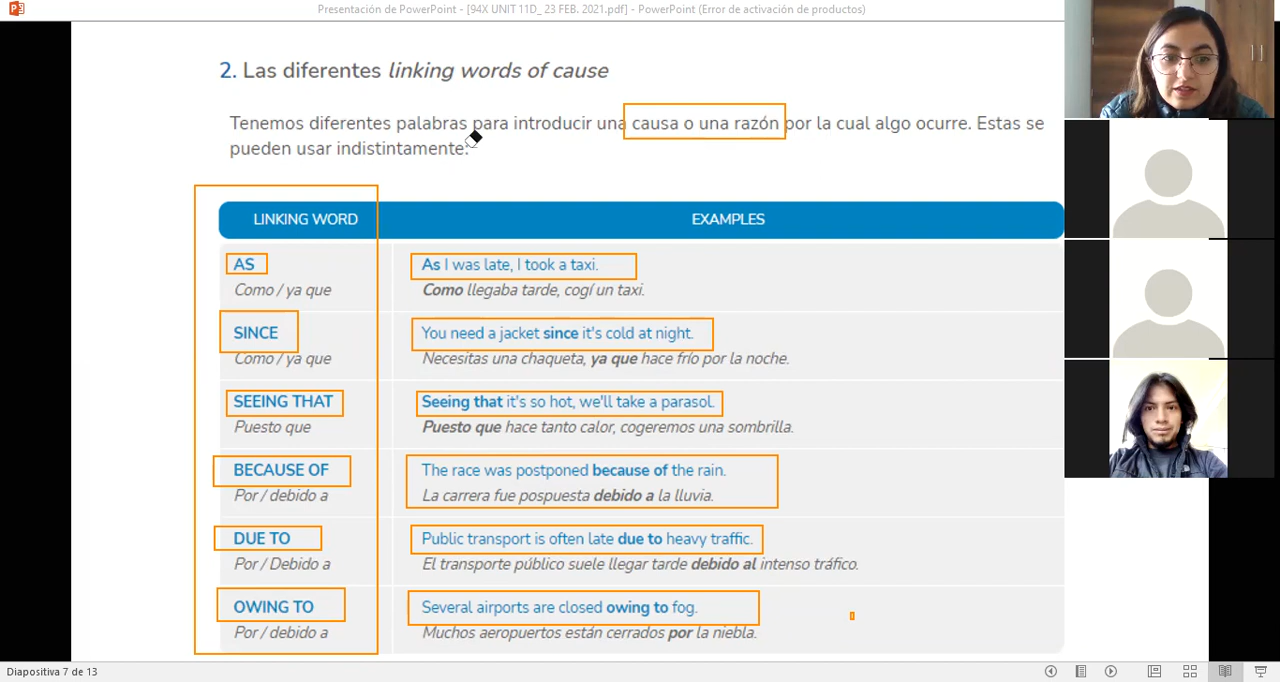 Presentación de PowerPoint - [94X UNIT 11D_ 23 FEB. 2021.pdf] - PowerPoint (Error de activación de productos)
2. Las diferentes linking words of cause
Tenemos diferentes palabras para introducir una causa o una razón por la cual algo ocurre. Estas se
pueden usar indistintamente:
LINKING WORD EXAMPLES
AS As I was late, I took a taxi.
Como / ya que Como llegaba tarde, cogí un taxi.
SINCE You need a jacket since it's cold at night.
Como / ya que Necesitas una chaqueta, ya que hace frío por la noche.
SEEING THAT Seeing that it's so hot, we'll take a parasol.
Puesto que Puesto que hace tanto calor, cogeremos una sombrilla.
BECAUSE OF The race was postponed because of the rain.
Por / debido a La carrera fue pospuesta debido a la lluvia.
DUE TO Public transport is often late due to heavy traffic.
Por / Debido a El transporte público suele llegar tarde debido al intenso tráfico.
OWING TO Several airports are closed owing to fog.
Por / debido a Muchos aeropuertos están cerrados por la niebla.
Diapositiva 7 de 13